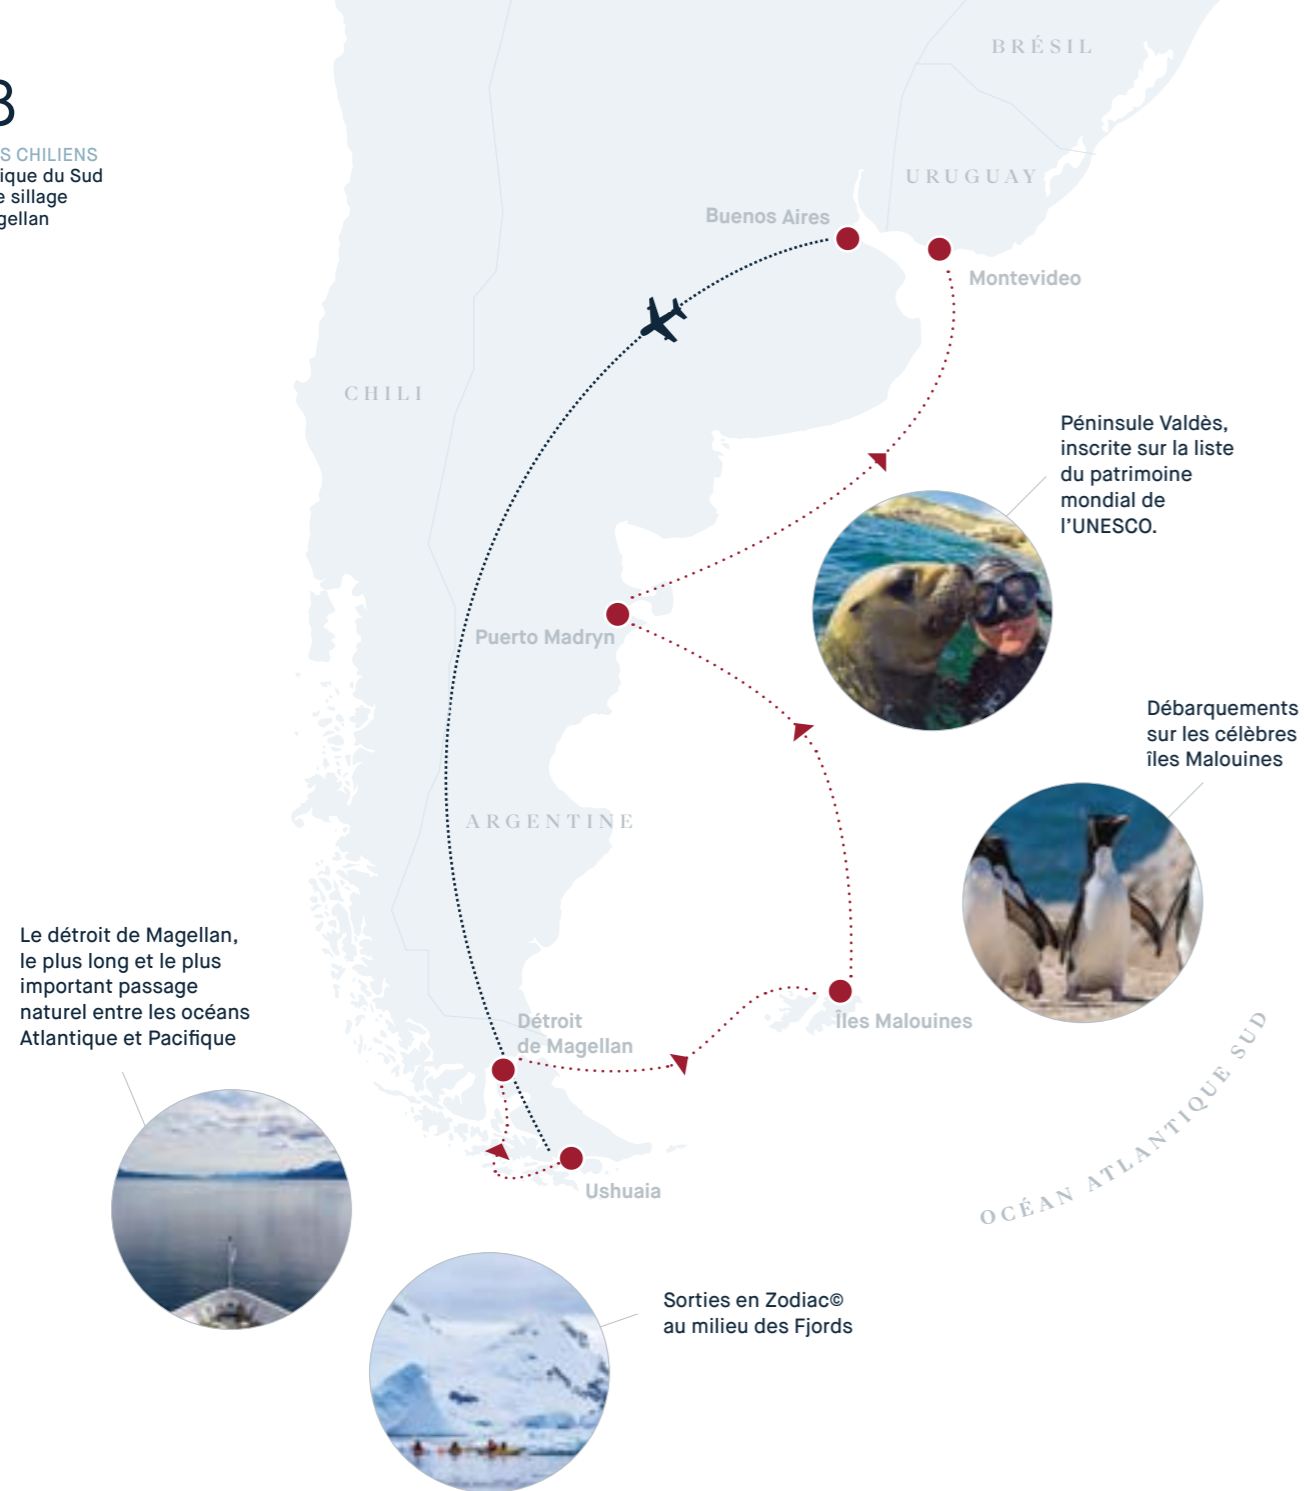 S CHILIENS
ique du Sud
e sillage
gellan
BRÉSIL
URUGUAY
Buenos Aires
Montevideo
CHILI
Péninsule Valdès,
inscrite sur la liste
du patrimoine
mondial de
l'UNESCO.
Puerto Madryn
Débarquements
sur les célèbres
îles Malouines
ARGENTINE
Le détroit de Magellan,
le plus long et le plus
important passage
naturel entre les océans
Atlantique et Pacifique
Détroit
de Magellan
Îles Malouines
OCÉAN ATLANTIQUE SUD
Ushuaia
Sorties en Zodiac©
au milieu des Fjords